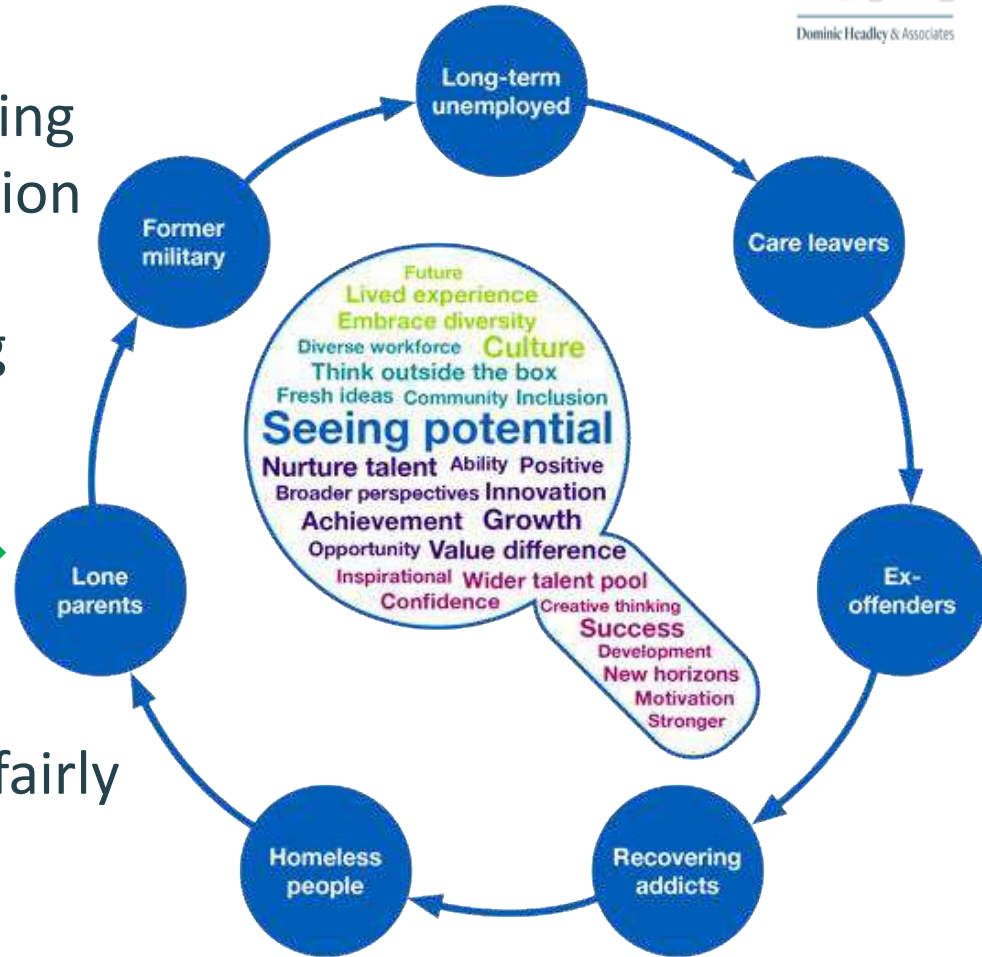 Dominic Headley & Associates
Long-term
unemployed
Care leavers
Ex-
offenders
Recovering
addicts
Homeless
people
Lone
parents
Former
military
Future
Lived experience
Embrace diversity
Diverse workforce Culture
Think outside the box
Fresh ideas Community Inclusion
Seeing potential
Nurture talent Ability Positive
Broader perspectives Innovation
Achievement Growth
Opportunity Value difference
Inspirational Wider talent pool
Confidence Creative thinking
Success
Development
New horizons
Motivation
Stronger
fairly